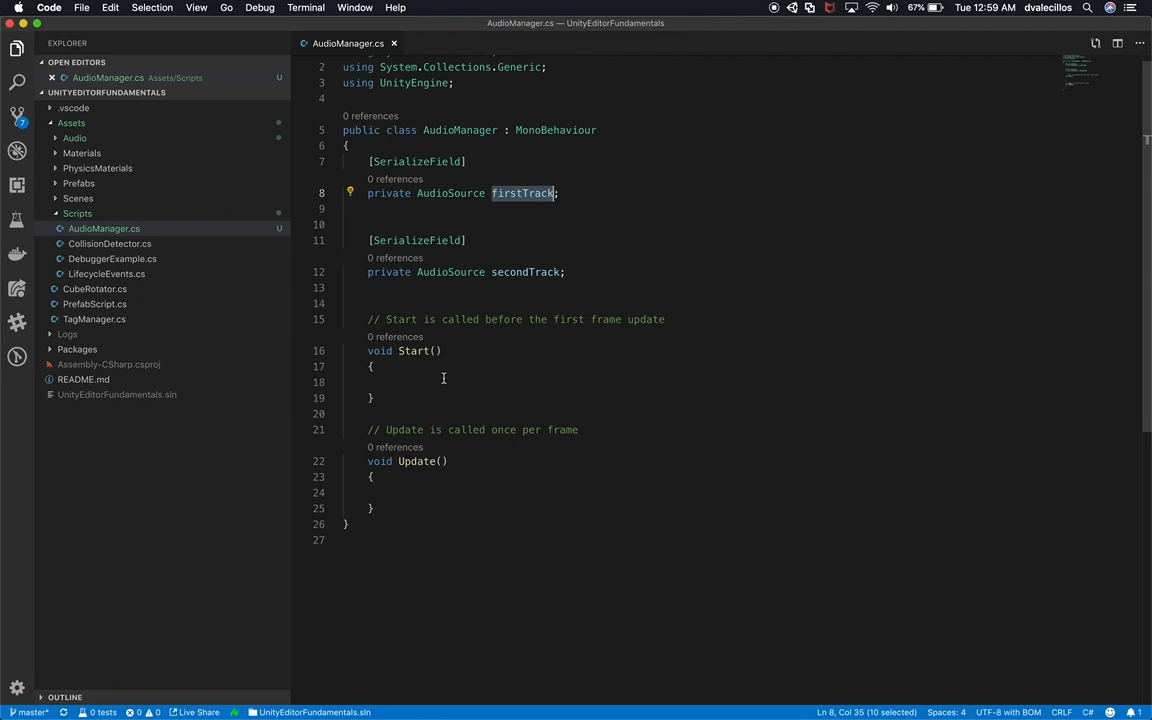 Code File Edit Selection View Go Debug Terminal Window Help
67% Tue 12:59 AM dvalecillos
AudioManager.cs — UnityEditorFundamentals
EXPLORER
OPEN EDITORS
AudioManager.cs Assets/Scripts U
UNITYEDITORFUNDAMENTALS
.vscode
Assets
Audio
Materials
PhysicsMaterials
Prefabs
Scenes
Scripts
AudioManager.cs U
CollisionDetector.cs
DebuggerExample.cs
LifecycleEvents.cs
CubeRotator.cs
PrefabScript.cs
TagManager.cs
Logs
Packages
Assembly-CSharp.csproj
README.md
UnityEditorFundamentals.sln
OUTLINE
7
AudioManager.cs
2 using System.Collections.Generic;
3 using UnityEngine;
4
0 references
5 public class AudioManager : MonoBehaviour
6 {
7 [SerializeField]
0 references
8 private AudioSource firstTrack;
9
10
11 [SerializeField]
0 references
12 private AudioSource secondTrack;
13
14
15 // Start is called before the first frame update
0 references
16 void Start()
17 {
18
19 }
20
21 // Update is called once per frame
0 references
22 void Update()
23 {
24
25 }
26 }
27
master* 0 tests 0 0 Live Share UnityEditorFundamentals.sln
Ln 8, Col 35 (10 selected) Spaces: 4 UTF-8 with BOM CRLF C# 1